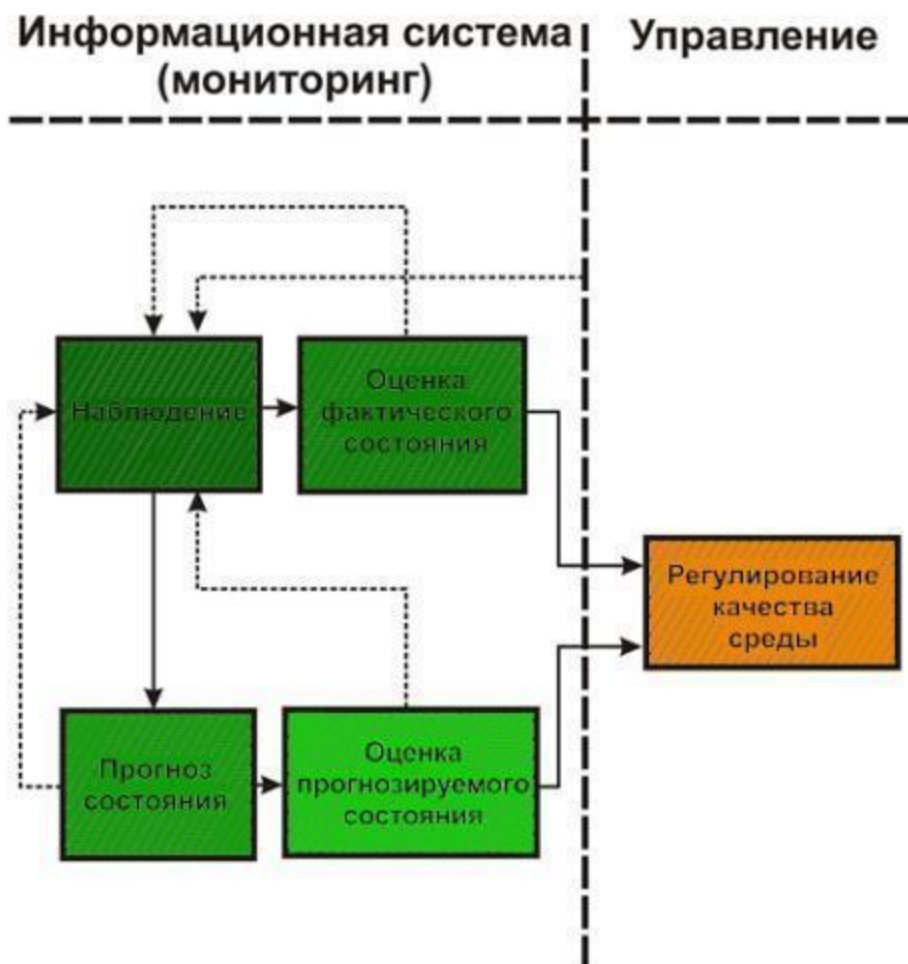 Информационная система
(мониторинг)
Управление
Наблюдение
Оценка
фактического
состояния
Регулирование
качества
среды
Прогноз
состояния
Оценка
прогнозируемого
состояния